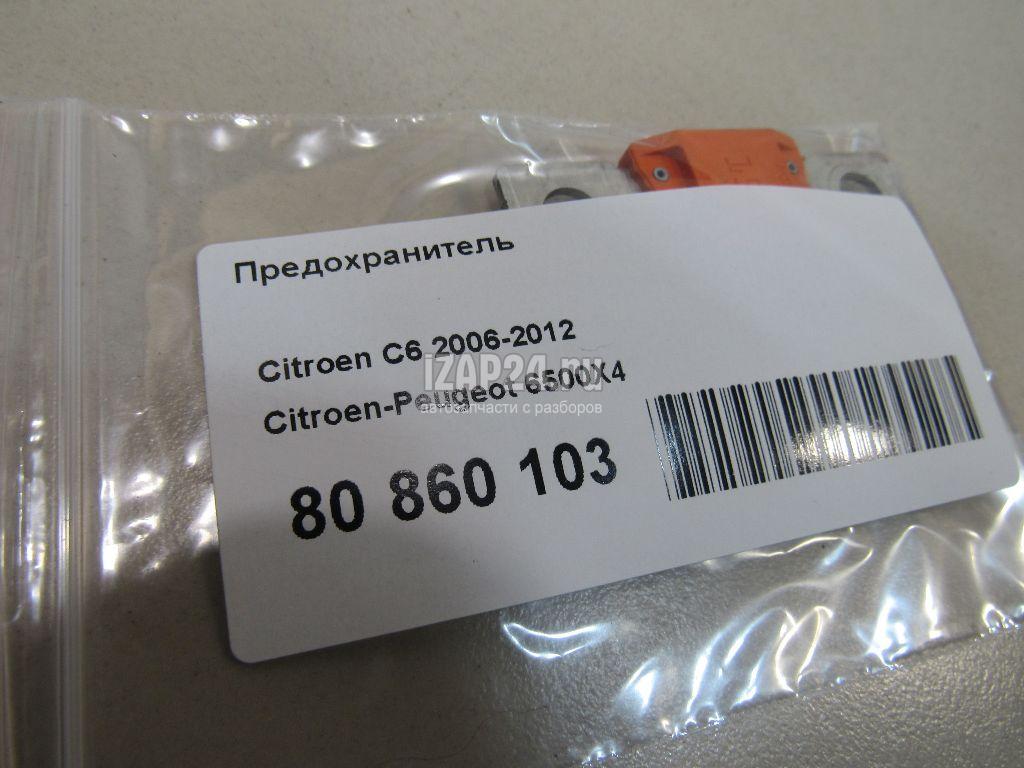 Предохранитель
Citroen C6 2006-2012
iZAP24.ru
Citroen-Peugeot 6500X4
автозапчасти с разборов
80 860 103